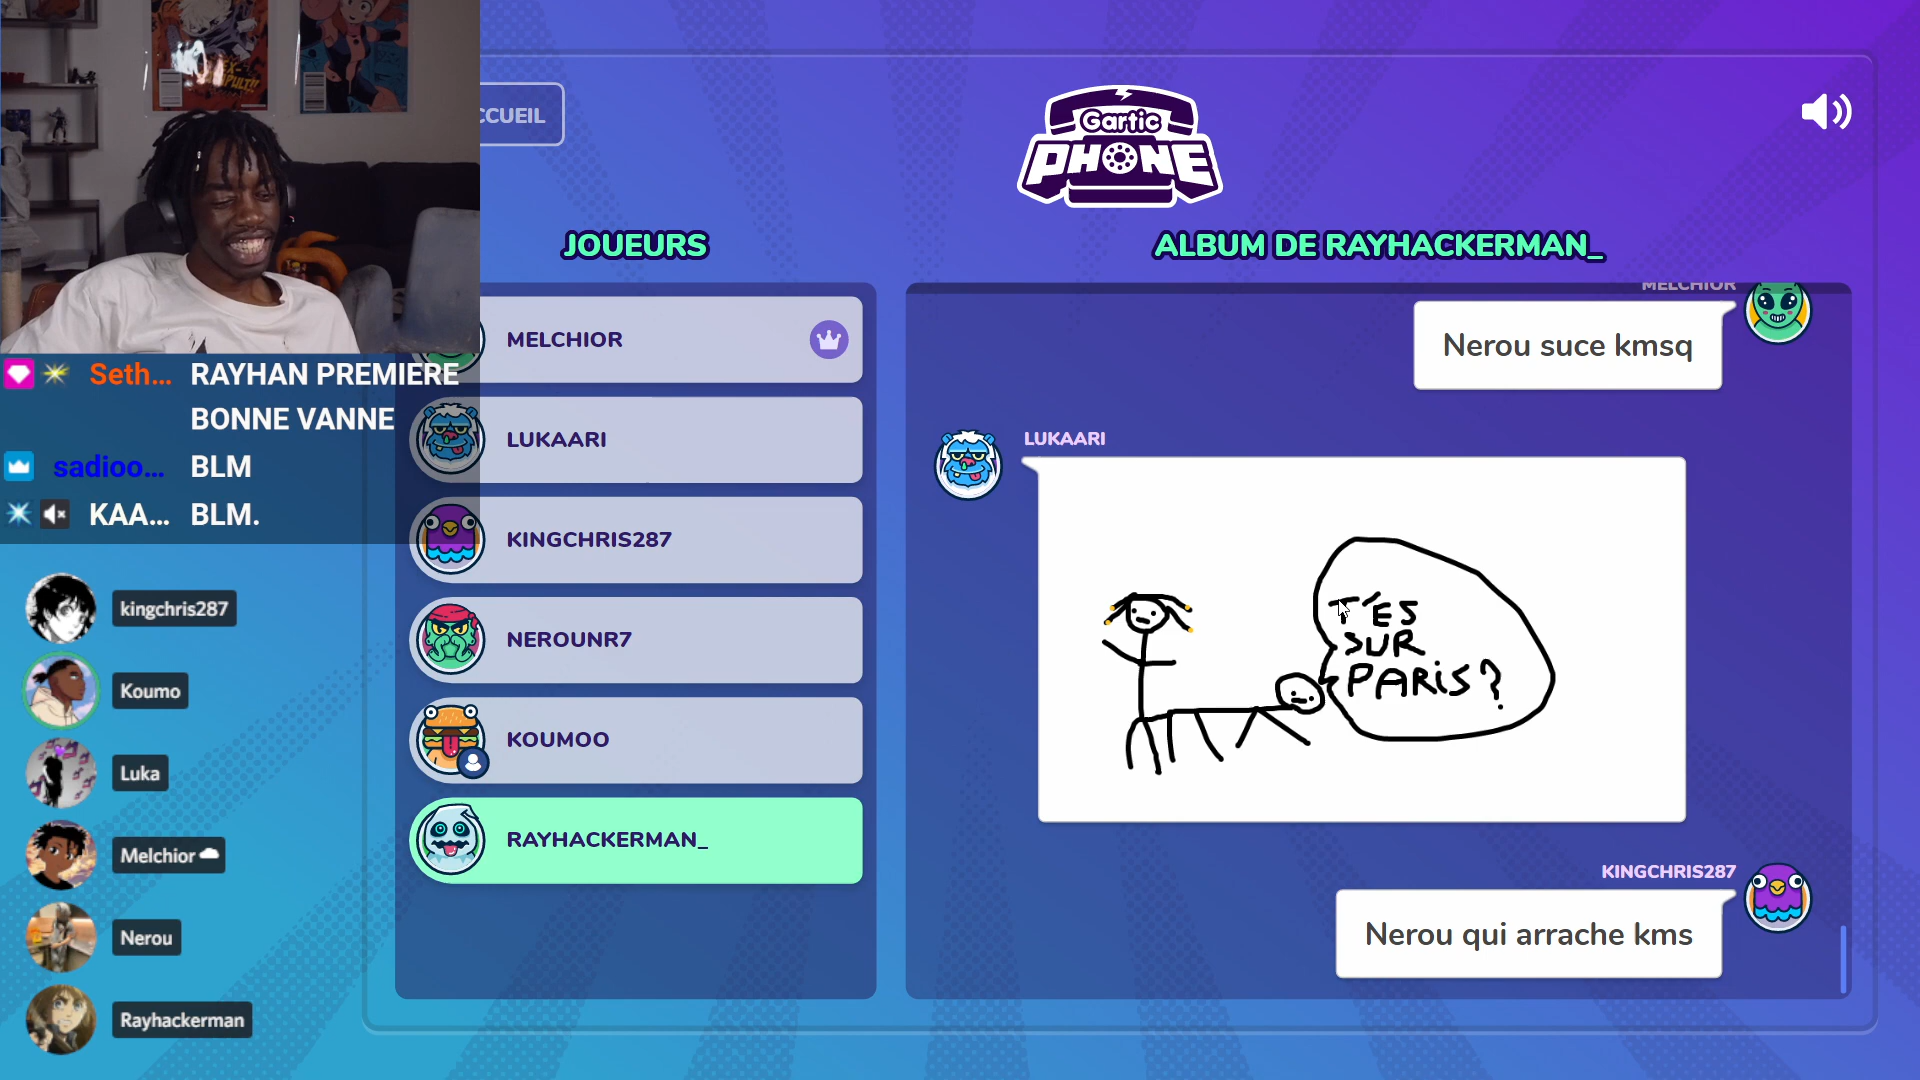 CCUEIL
Gartic
PHONE
JOUEURS
ALBUM DE RAYHACKERMAN_
MELCHIOR
LUKAARI
KINGCHRIS287
NEROUNR7
KOUMOO
RAYHACKERMAN_
MELCHIOR
Nerou suce kmsq
LUKAARI
T'ES
SUR
PARiS?
KINGCHRIS287
Nerou qui arrache kms
Seth... RAYHAN PREMIERE
BONNE VANNE
sadioo... BLM
KAA... BLM.
kingchris287
Koumo
Luka
Melchior
Nerou
Rayhackerman